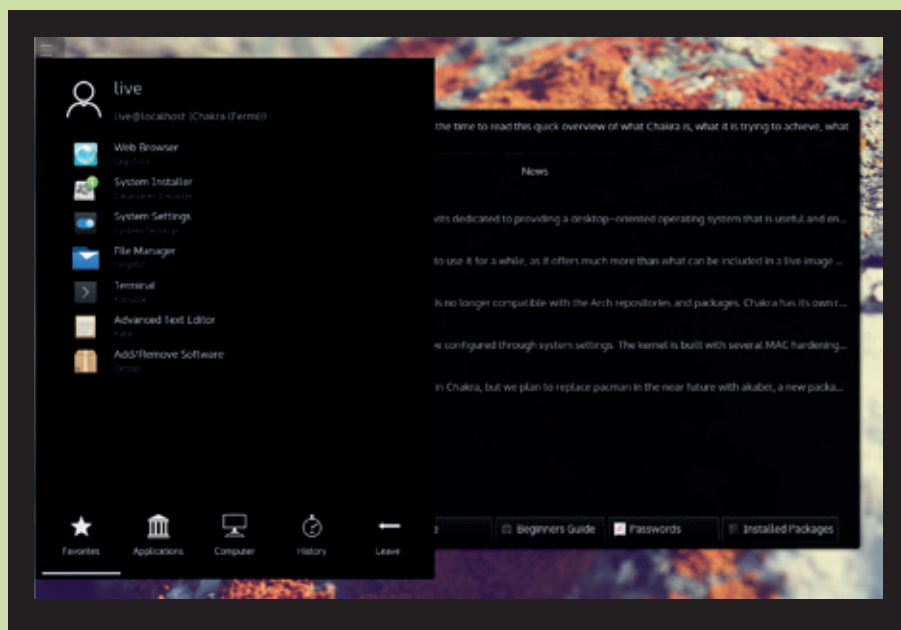 live
live@localhost (Chakra (Fermi))
Web Browser
System Installer
System Settings
System Settings
File Manager
Dolphin
Terminal
Konsole
Advanced Text Editor
Kate
Add/Remove Software
Favorites
Applications
Computer
History
Leave
the time to read this quick overview of what Chakra is, what it is trying to achieve, what
News
dedicated to providing a desktop-oriented operating system that is useful and en...
to use it for a while, as it offers much more than what can be included in a live image ...
is no longer compatible with the Arch repositories and packages. Chakra has its own r...
configured through system settings. The kernel is built with several MAC hardening...
in Chakra, but we plan to replace pacman in the near future with akabei, a new packa...
Beginners Guide
Passwords
Installed Packages